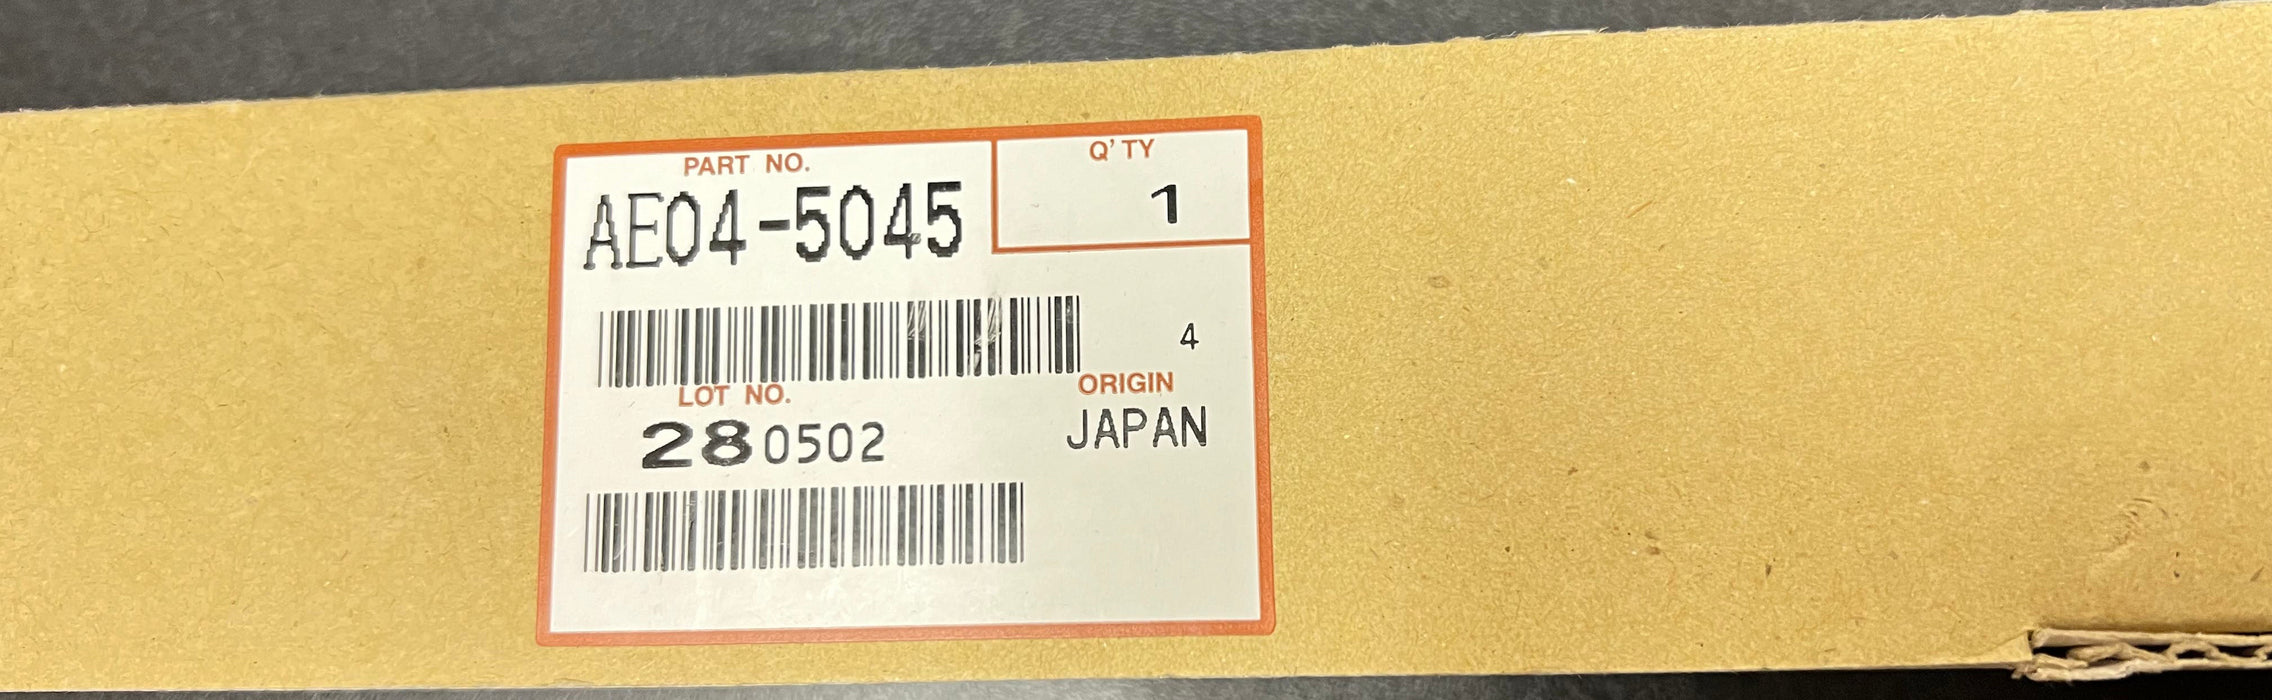 PART NO.
Q'TY
AE04-5045
1
4
LOT NO.
ORIGIN
280502
JAPAN